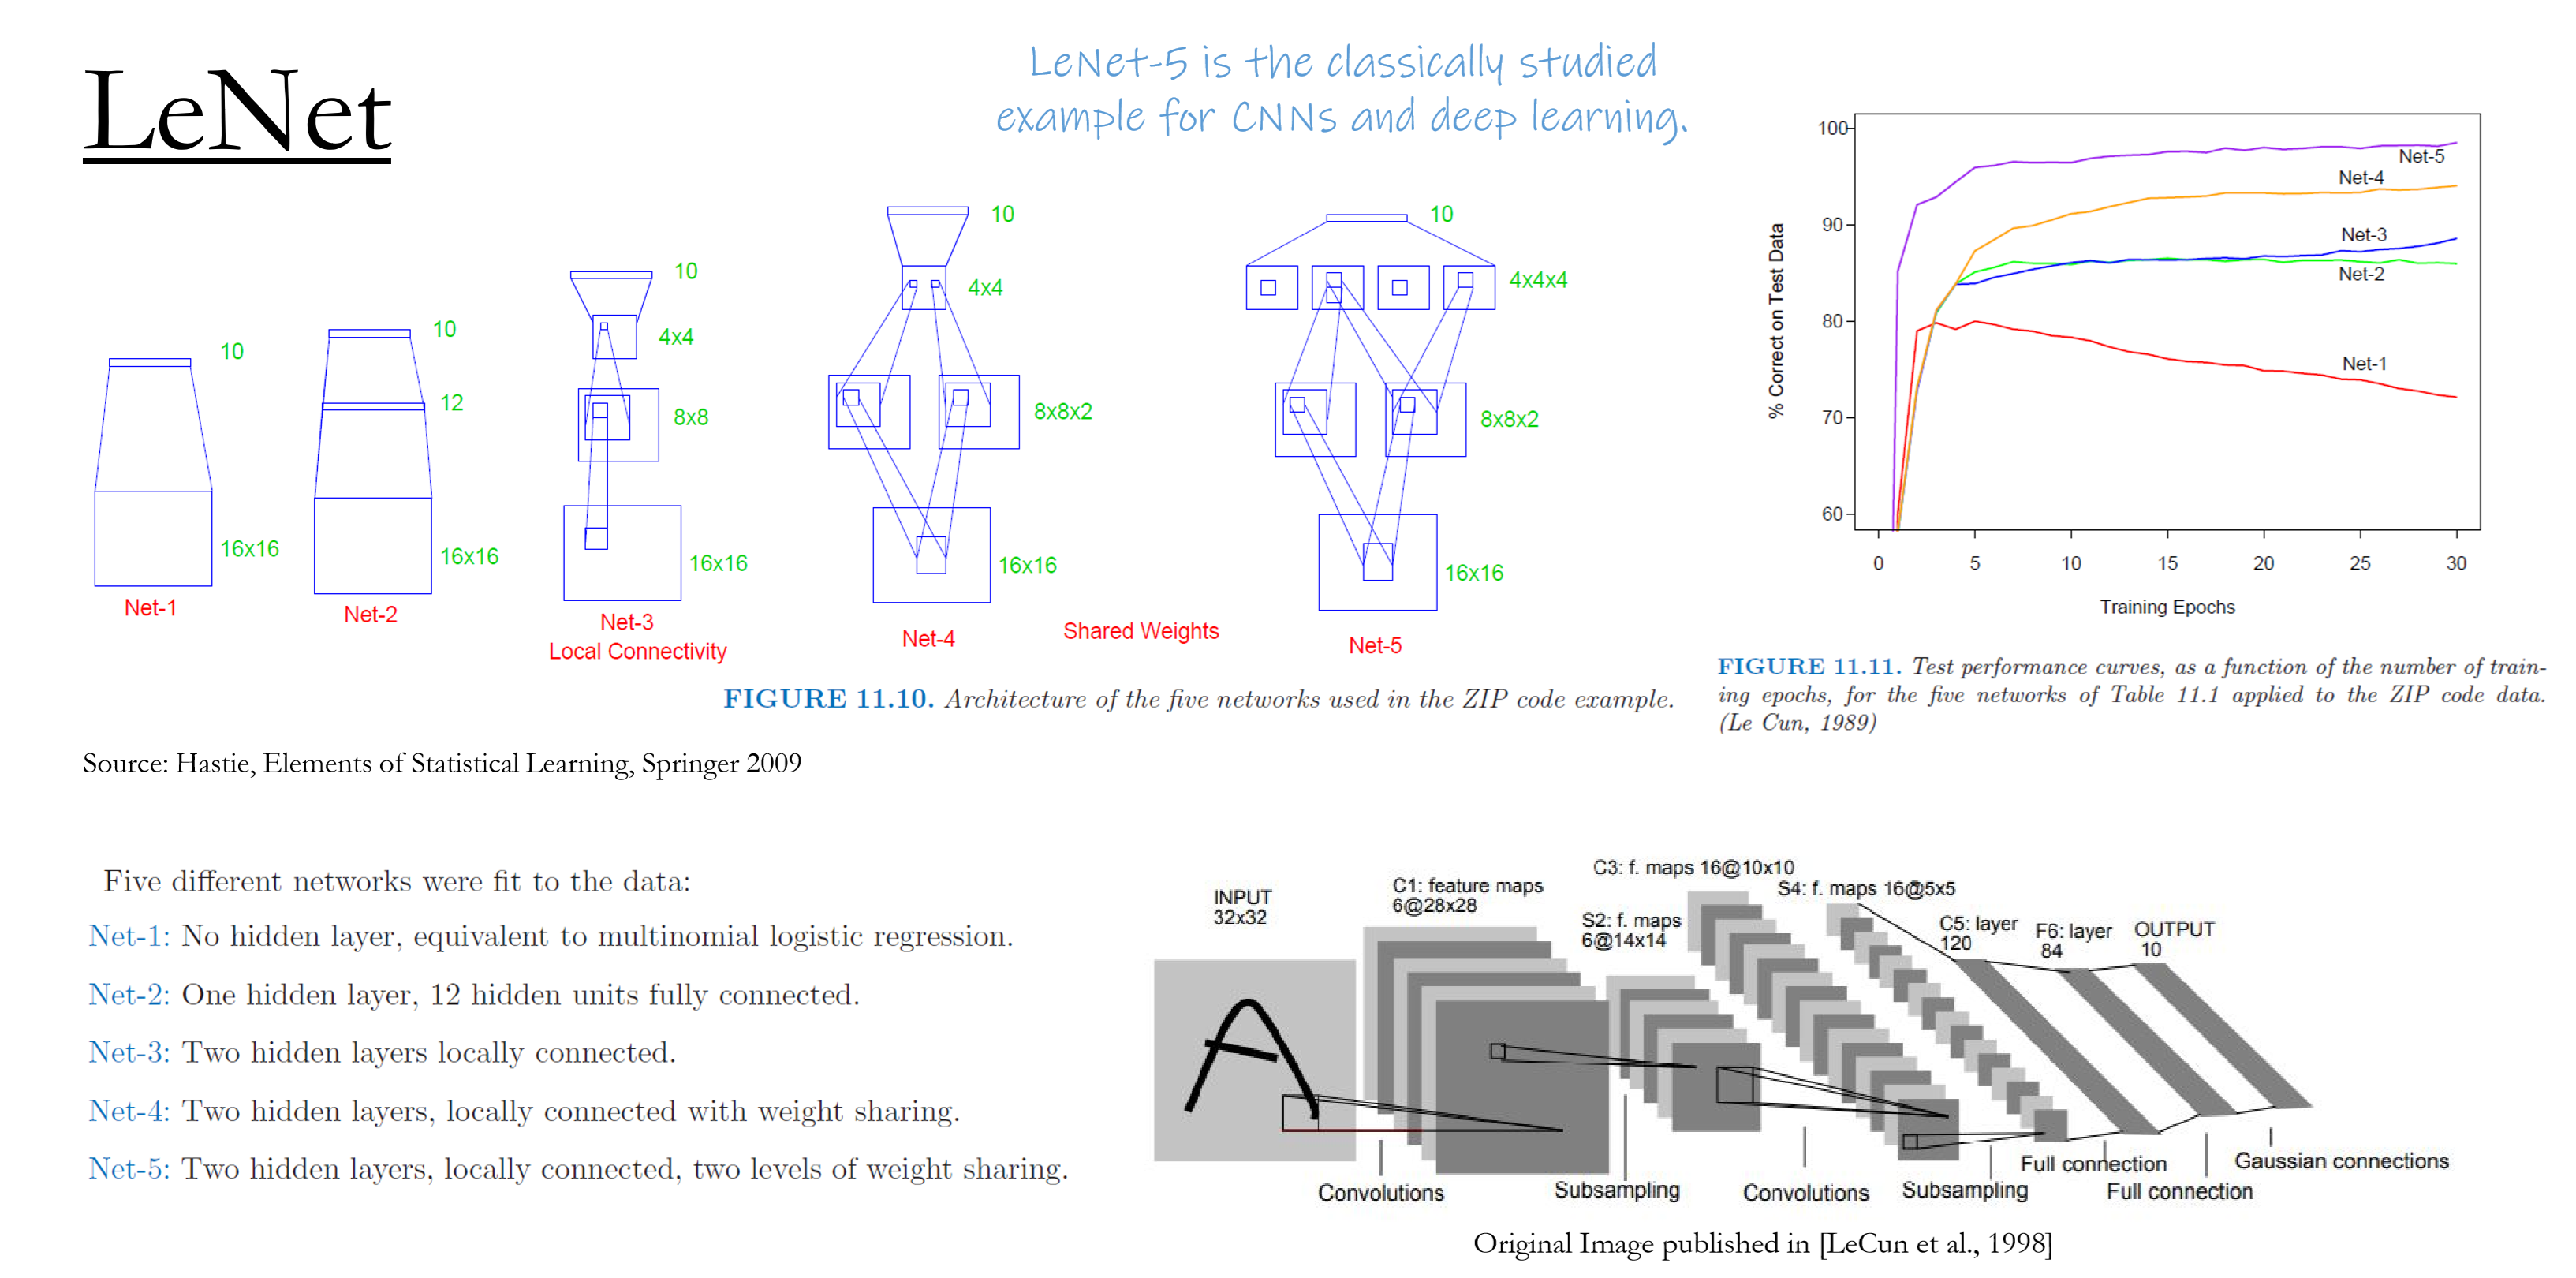 LeNet
LeNet-5 is the classically studied
example for CNNs and deep learning.
10
16x16
Net-1
10
12
16x16
Net-2
10
4x4
8x8
16x16
Net-3
Local Connectivity
10
4x4
8x8x2
16x16
Net-4
Shared Weights
10
4x4x4
8x8x2
16x16
Net-5
FIGURE 11.10. Architecture of the five networks used in the ZIP code example.
% Correct on Test Data
100
90
80
70
60
Net-5
Net-4
Net-3
Net-2
Net-1
0 5 10 15 20 25 30
Training Epochs
FIGURE 11.11. Test performance curves, as a function of the number of train-
ing epochs, for the five networks of Table 11.1 applied to the ZIP code data.
(Le Cun, 1989)
Source: Hastie, Elements of Statistical Learning, Springer 2009
Five different networks were fit to the data:
Net-1: No hidden layer, equivalent to multinomial logistic regression.
Net-2: One hidden layer, 12 hidden units fully connected.
Net-3: Two hidden layers locally connected.
Net-4: Two hidden layers, locally connected with weight sharing.
Net-5: Two hidden layers, locally connected, two levels of weight sharing.
INPUT
32x32
C1: feature maps
6@28x28
S2: f. maps
6@14x14
C3: f. maps 16@10x10
S4: f. maps 16@5x5
C5: layer
120
F6: layer
84
OUTPUT
10
A
Convolutions
Subsampling
Convolutions
Subsampling
Full connection
Full connection
Gaussian connections
Original Image published in [LeCun et al., 1998]